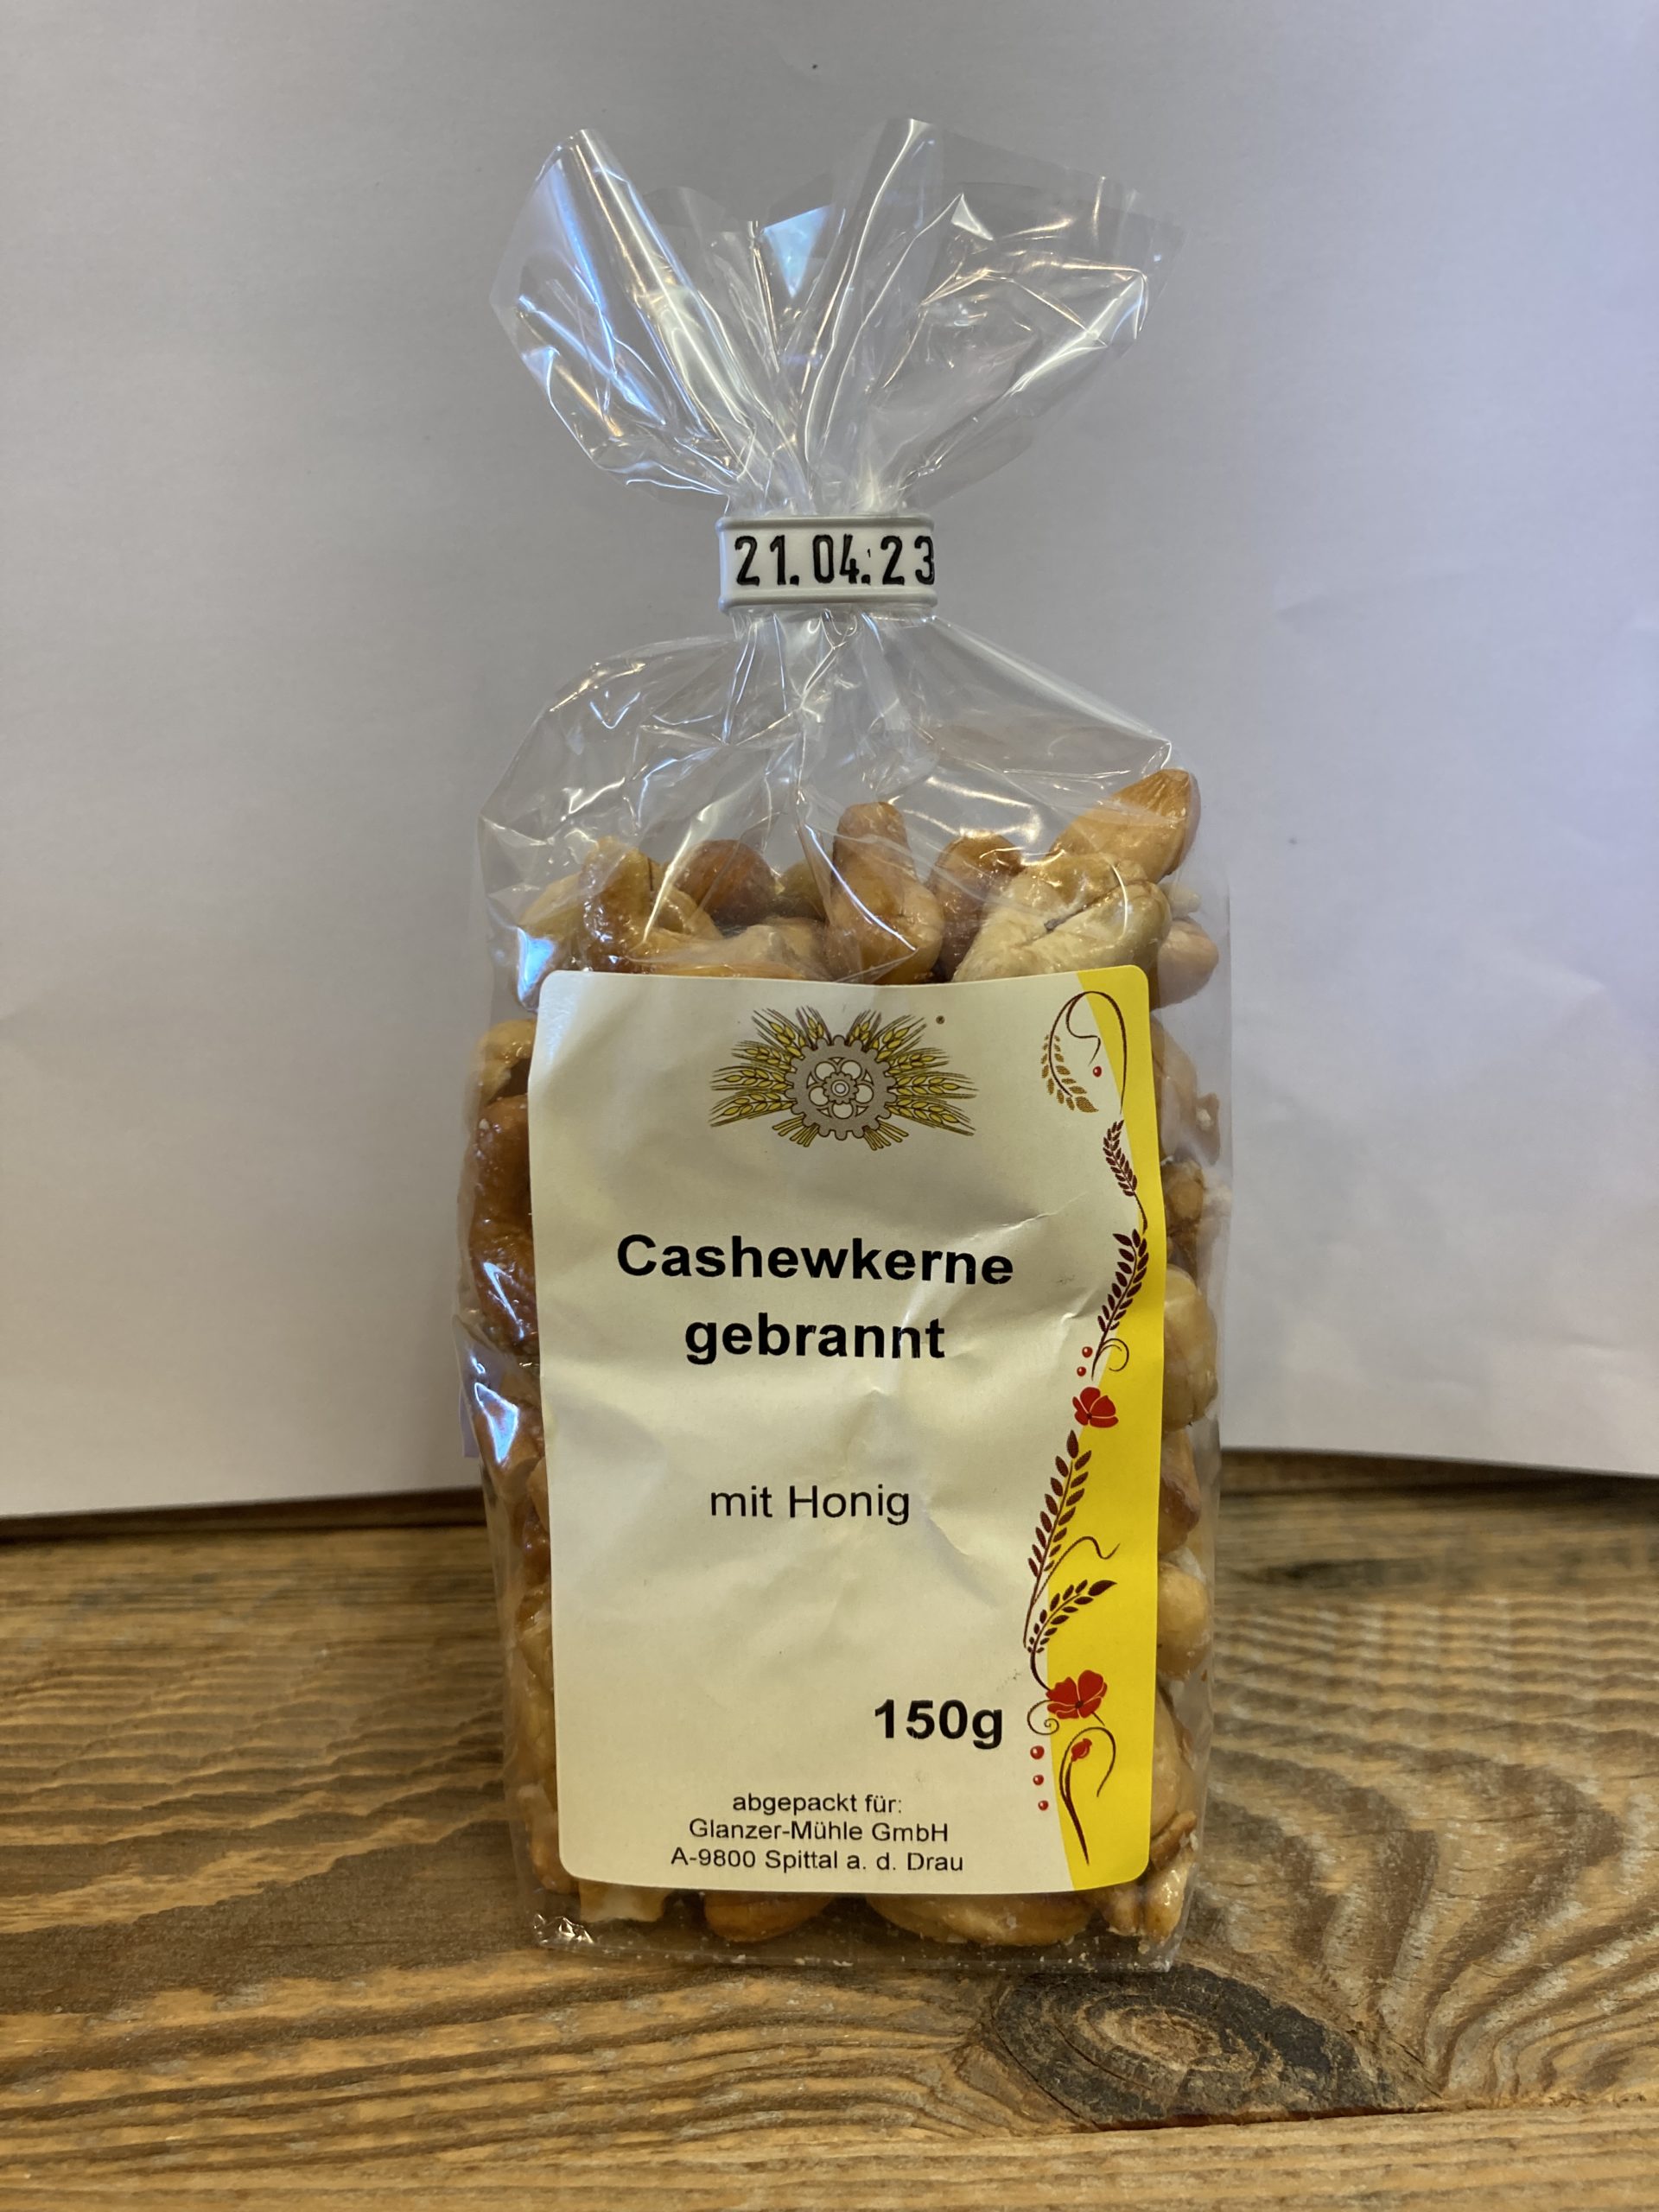 21.04.23
Cashewkerne
gebrannt
mit Honig
150g
abgepackt für:
Glanzer-Mühle GmbH
A-9800 Spittal a. d. Drau